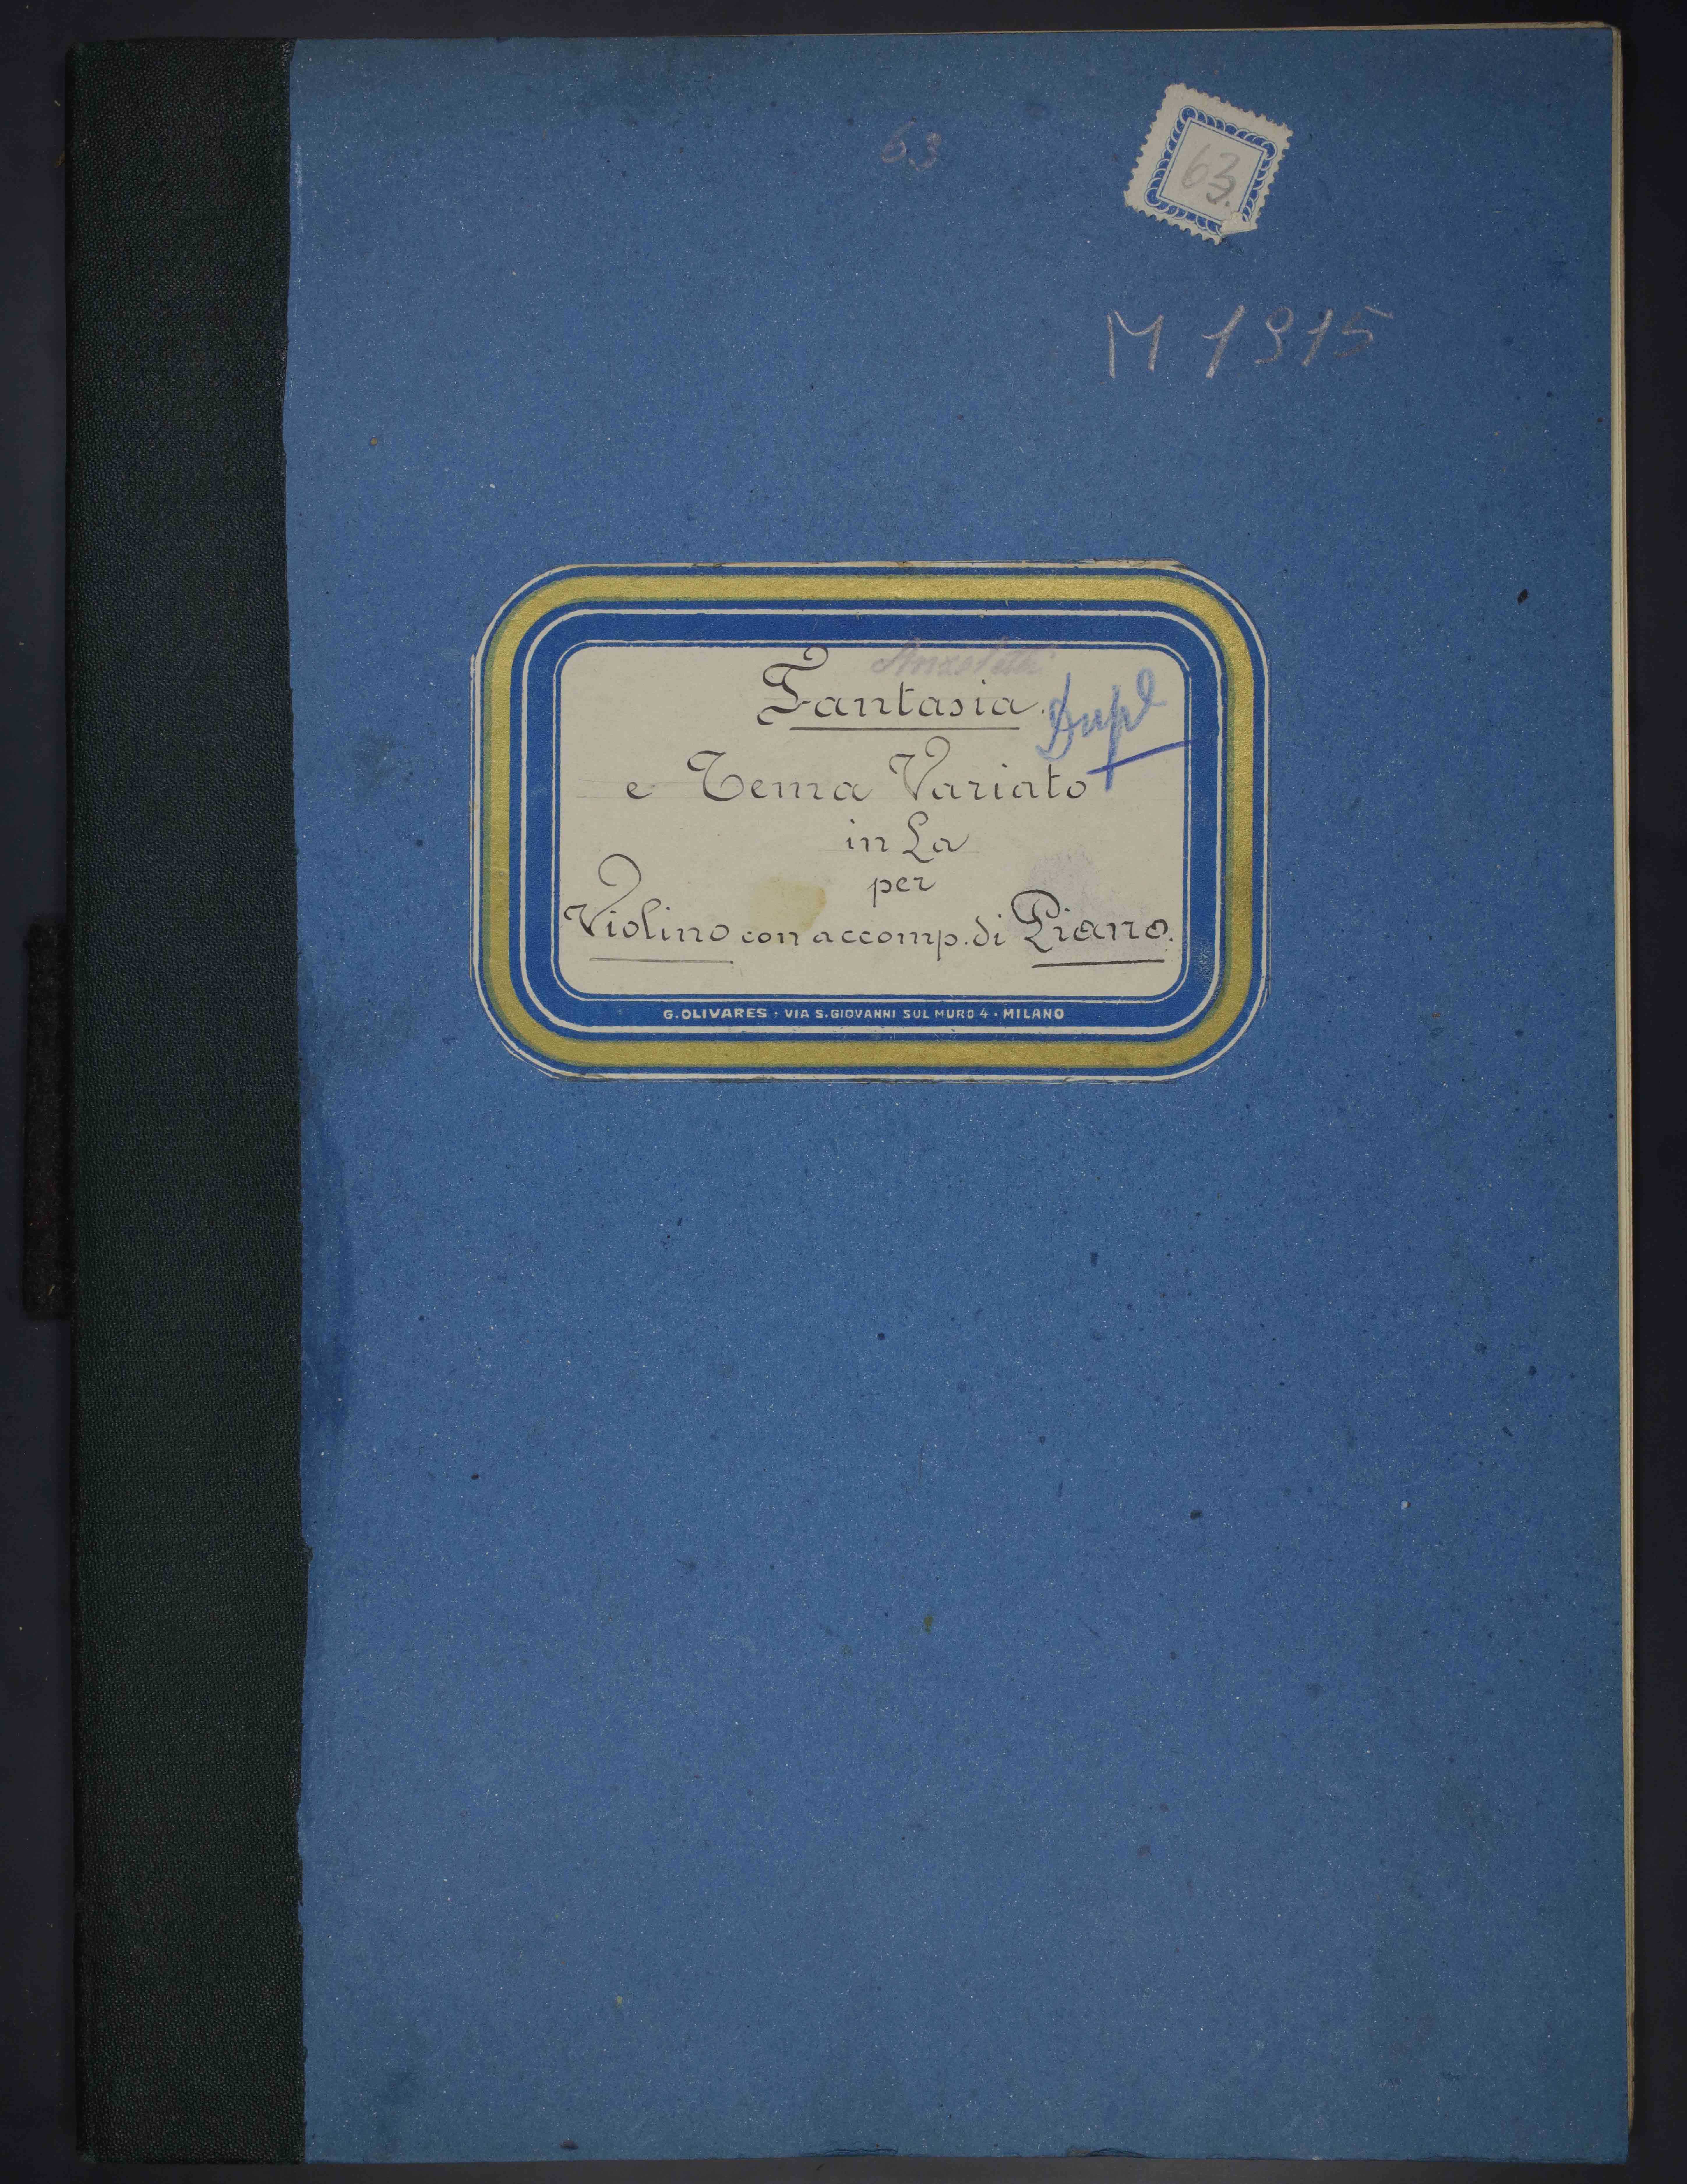 63
63.
M 1915
Anzoletti
Fantasia.
Dupl
e Tema Variato
in La
per
Violino con accomp. di Piano.
G. OLIVARES - VIA S. GIOVANNI SUL MURO 4 - MILANO